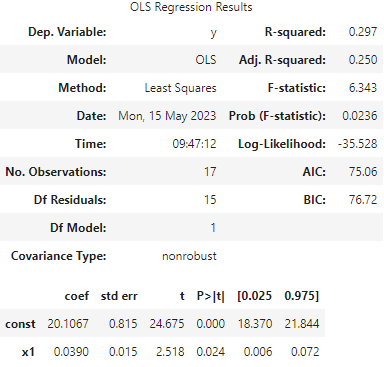 OLS Regression Results
Dep. Variable: y R-squared: 0.297
Model: OLS Adj. R-squared: 0.250
Method: Least Squares F-statistic: 6.343
Date: Mon, 15 May 2023 Prob (F-statistic): 0.0236
Time: 09:47:12 Log-Likelihood: -35.528
No. Observations: 17 AIC: 75.06
Df Residuals: 15 BIC: 76.72
Df Model: 1
Covariance Type: nonrobust
coef std err t P>|t| [0.025 0.975]
const 20.1067 0.815 24.675 0.000 18.370 21.844
x1 0.0390 0.015 2.518 0.024 0.006 0.072